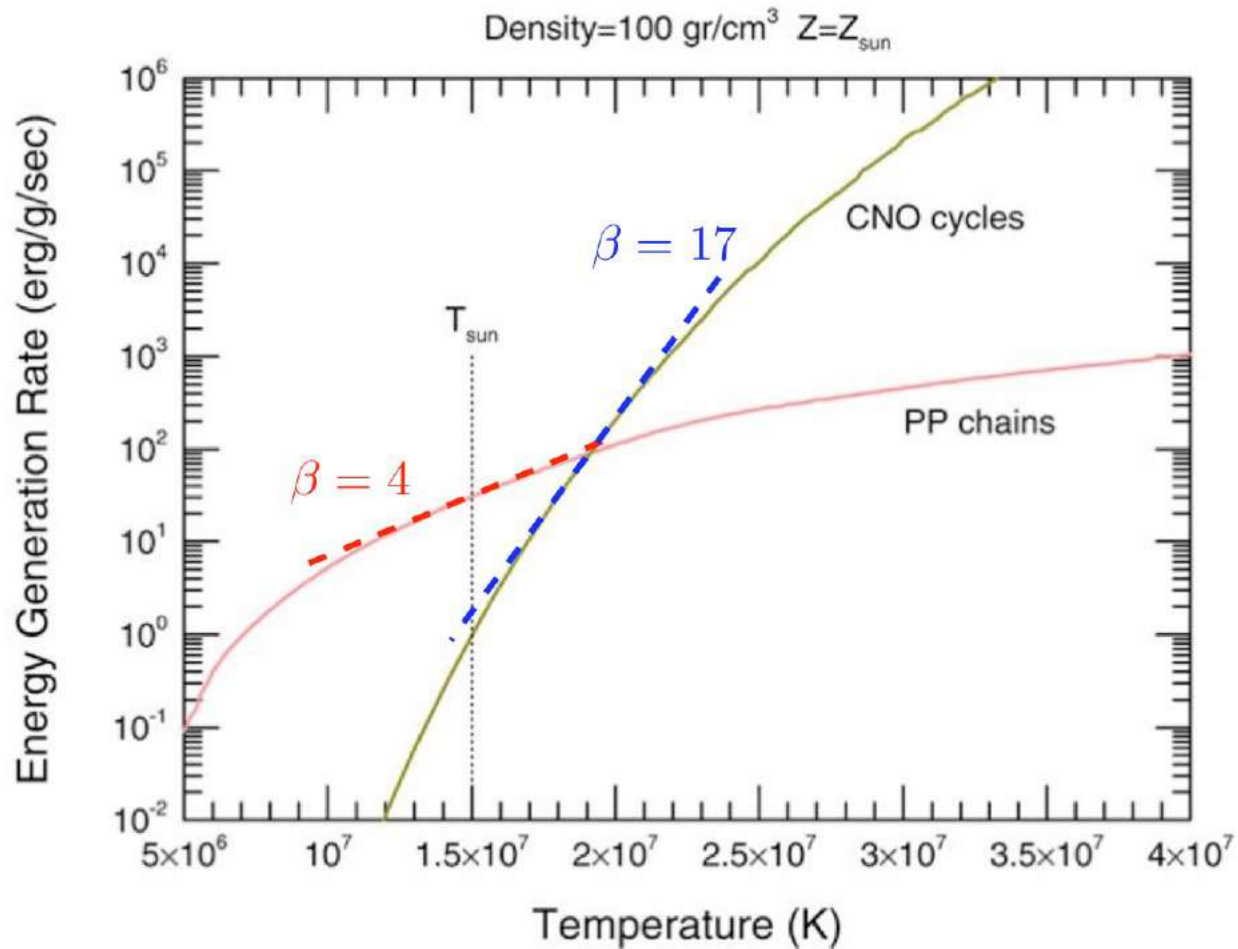 Density=100 gr/cm³ Z=Z_sun
Energy Generation Rate (erg/g/sec)
10⁶
10⁵
10⁴
10³
10²
10¹
10⁰
10⁻¹
10⁻²
β = 17
CNO cycles
T_sun
PP chains
β = 4
5×10⁶ 10⁷ 1.5×10⁷ 2×10⁷ 2.5×10⁷ 3×10⁷ 3.5×10⁷ 4×10⁷
Temperature (K)